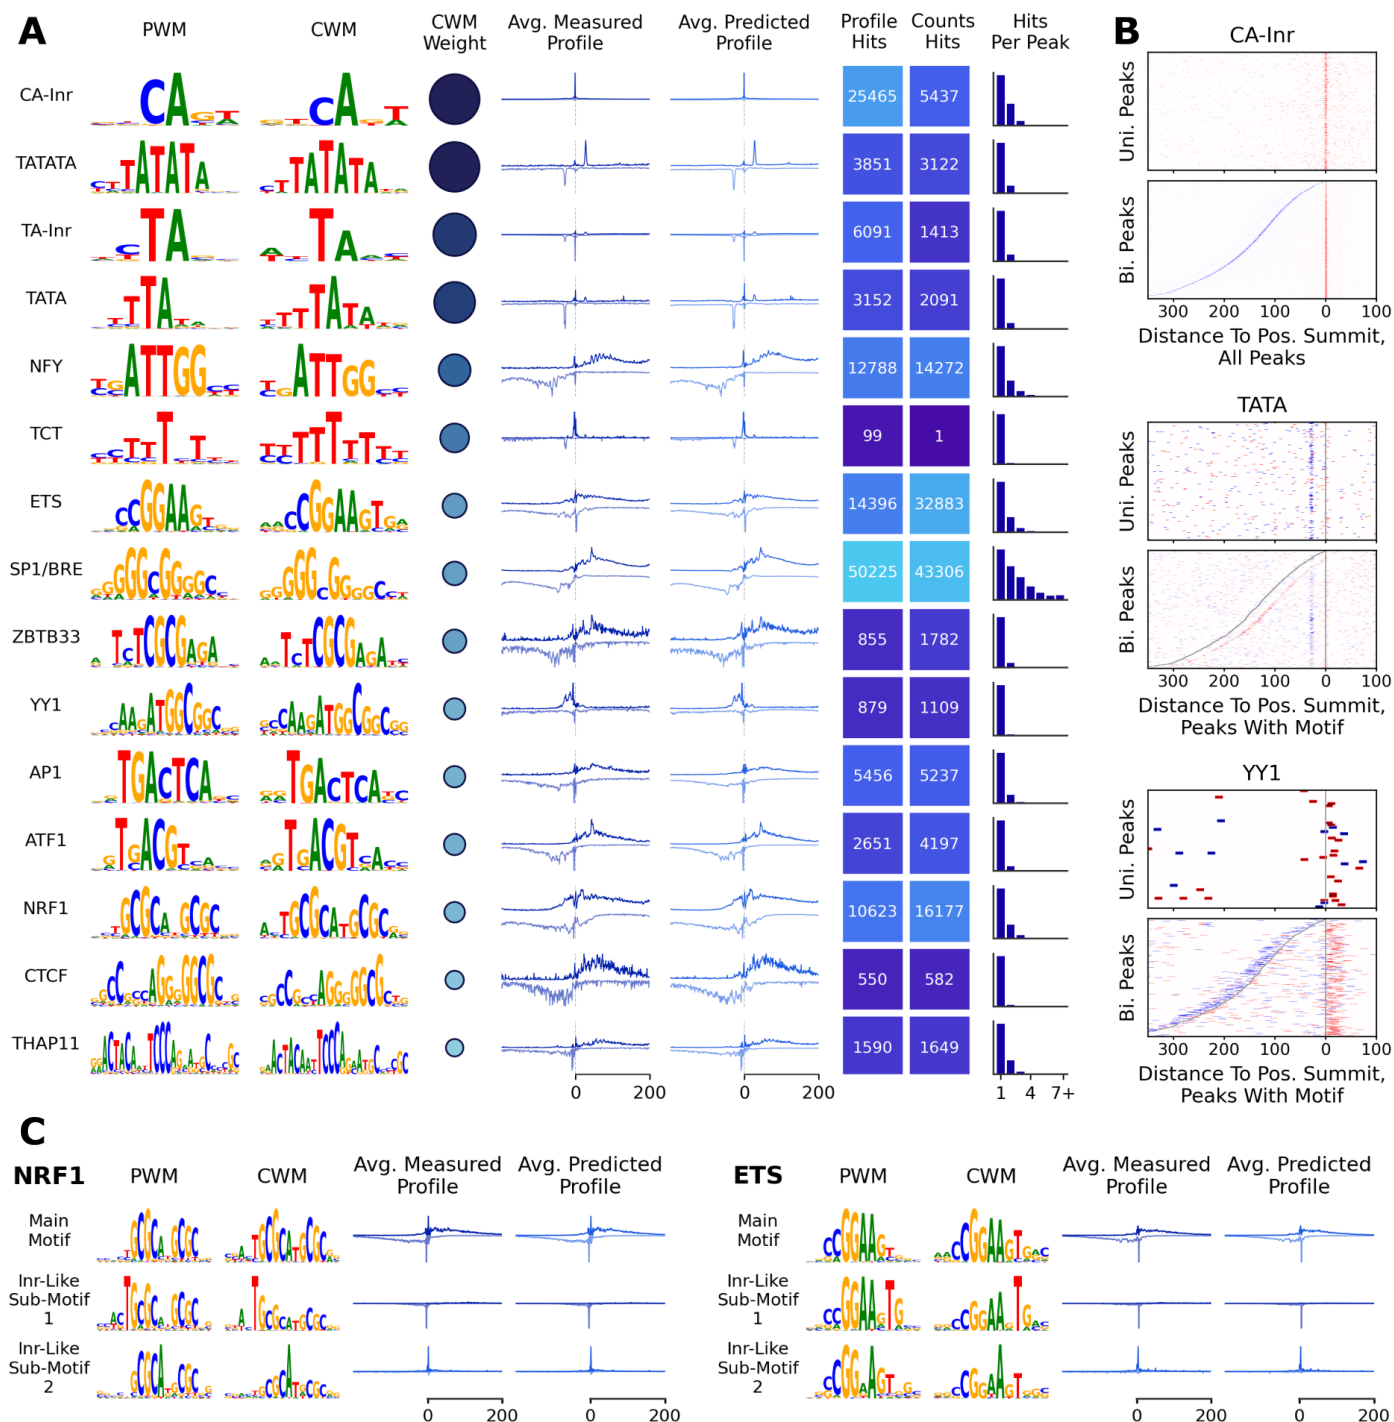 A
B
PWM
CWM
CWM
Weight
Avg. Measured
Profile
Avg. Predicted
Profile
Profile
Hits
Counts
Hits
Hits
Per Peak
CA-Inr
25465
5437
TATATA
3851
3122
TA-Inr
6091
1413
TATA
3152
2091
NFY
12788
14272
TCT
99
1
ETS
14396
32883
SP1/BRE
50225
43306
ZBTB33
855
1782
YY1
879
1109
AP1
5456
5237
ATF1
2651
4197
NRF1
10623
16177
CTCF
550
582
THAP11
1590
1649
0 200
0 200
1 4 7+
CA-Inr
Uni. Peaks
Bi. Peaks
300 200 100 0 100
Distance To Pos. Summit,
All Peaks
TATA
Uni. Peaks
Bi. Peaks
300 200 100 0 100
Distance To Pos. Summit,
Peaks With Motif
YY1
Uni. Peaks
Bi. Peaks
300 200 100 0 100
Distance To Pos. Summit,
Peaks With Motif
C
NRF1
PWM
CWM
Avg. Measured
Profile
Avg. Predicted
Profile
Main
Motif
Inr-Like
Sub-Motif
1
Inr-Like
Sub-Motif
2
0 200
0 200
ETS
PWM
CWM
Avg. Measured
Profile
Avg. Predicted
Profile
Main
Motif
Inr-Like
Sub-Motif
1
Inr-Like
Sub-Motif
2
0 200
0 200